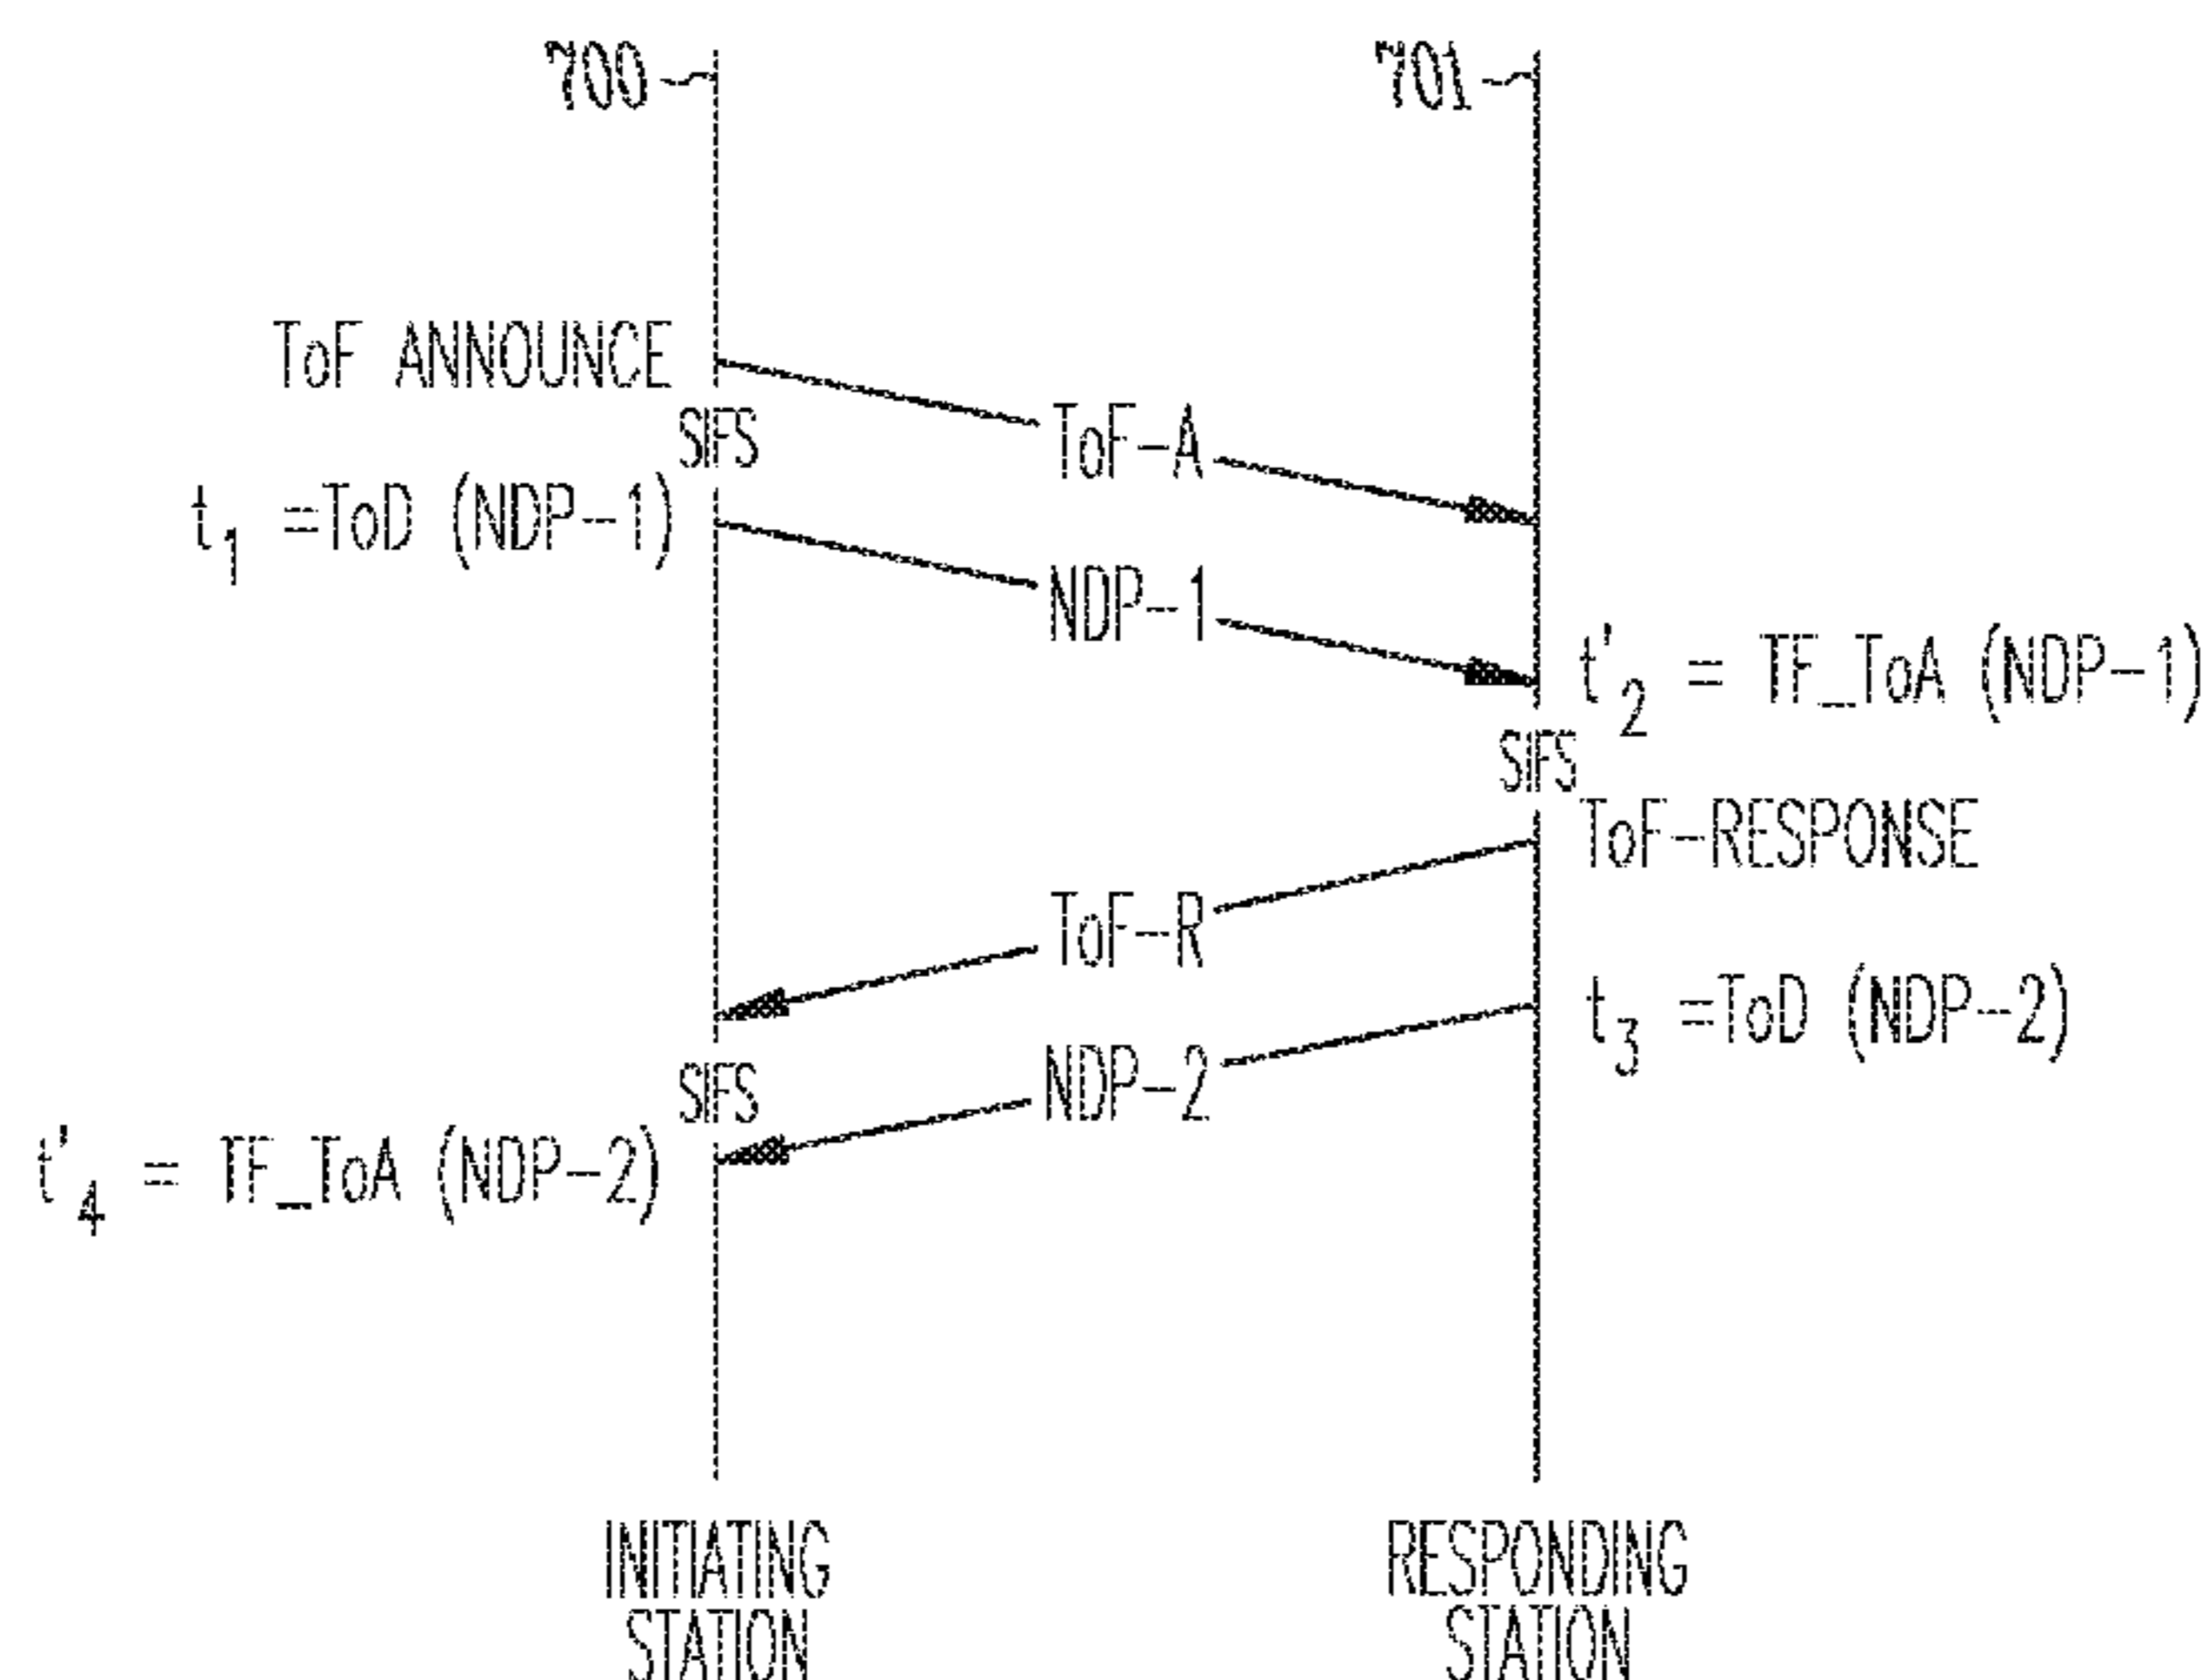 700
701
ToF ANNOUNCE
SIFS
ToF-A
t1 =ToD (NDP-1)
NDP-1
t'2 = TF_ToA (NDP-1)
SIFS
ToF-RESPONSE
ToF-R
t3 =ToD (NDP-2)
SIFS
NDP-2
t'4 = TF_ToA (NDP-2)
INITIATING
STATION
RESPONDING
STATION